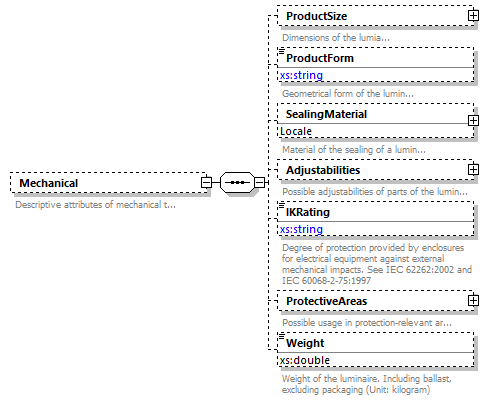 ProductSize
Dimensions of the lumia...
ProductForm
xs:string
Geometrical form of the lumin...
SealingMaterial
Locale
Material of the sealing of a lumin...
Mechanical
Descriptive attributes of mechanical t...
Adjustabilities
Possible adjustabilities of parts of the lumin...
IKRating
xs:string
Degree of protection provided by enclosures
for electrical equipment against external
mechanical impacts. See IEC 62262:2002 and
IEC 60068-2-75:1997
ProtectiveAreas
Possible usage in protection-relevant ar...
Weight
xs:double
Weight of the luminaire. Including ballast,
excluding packaging (Unit: kilogram)